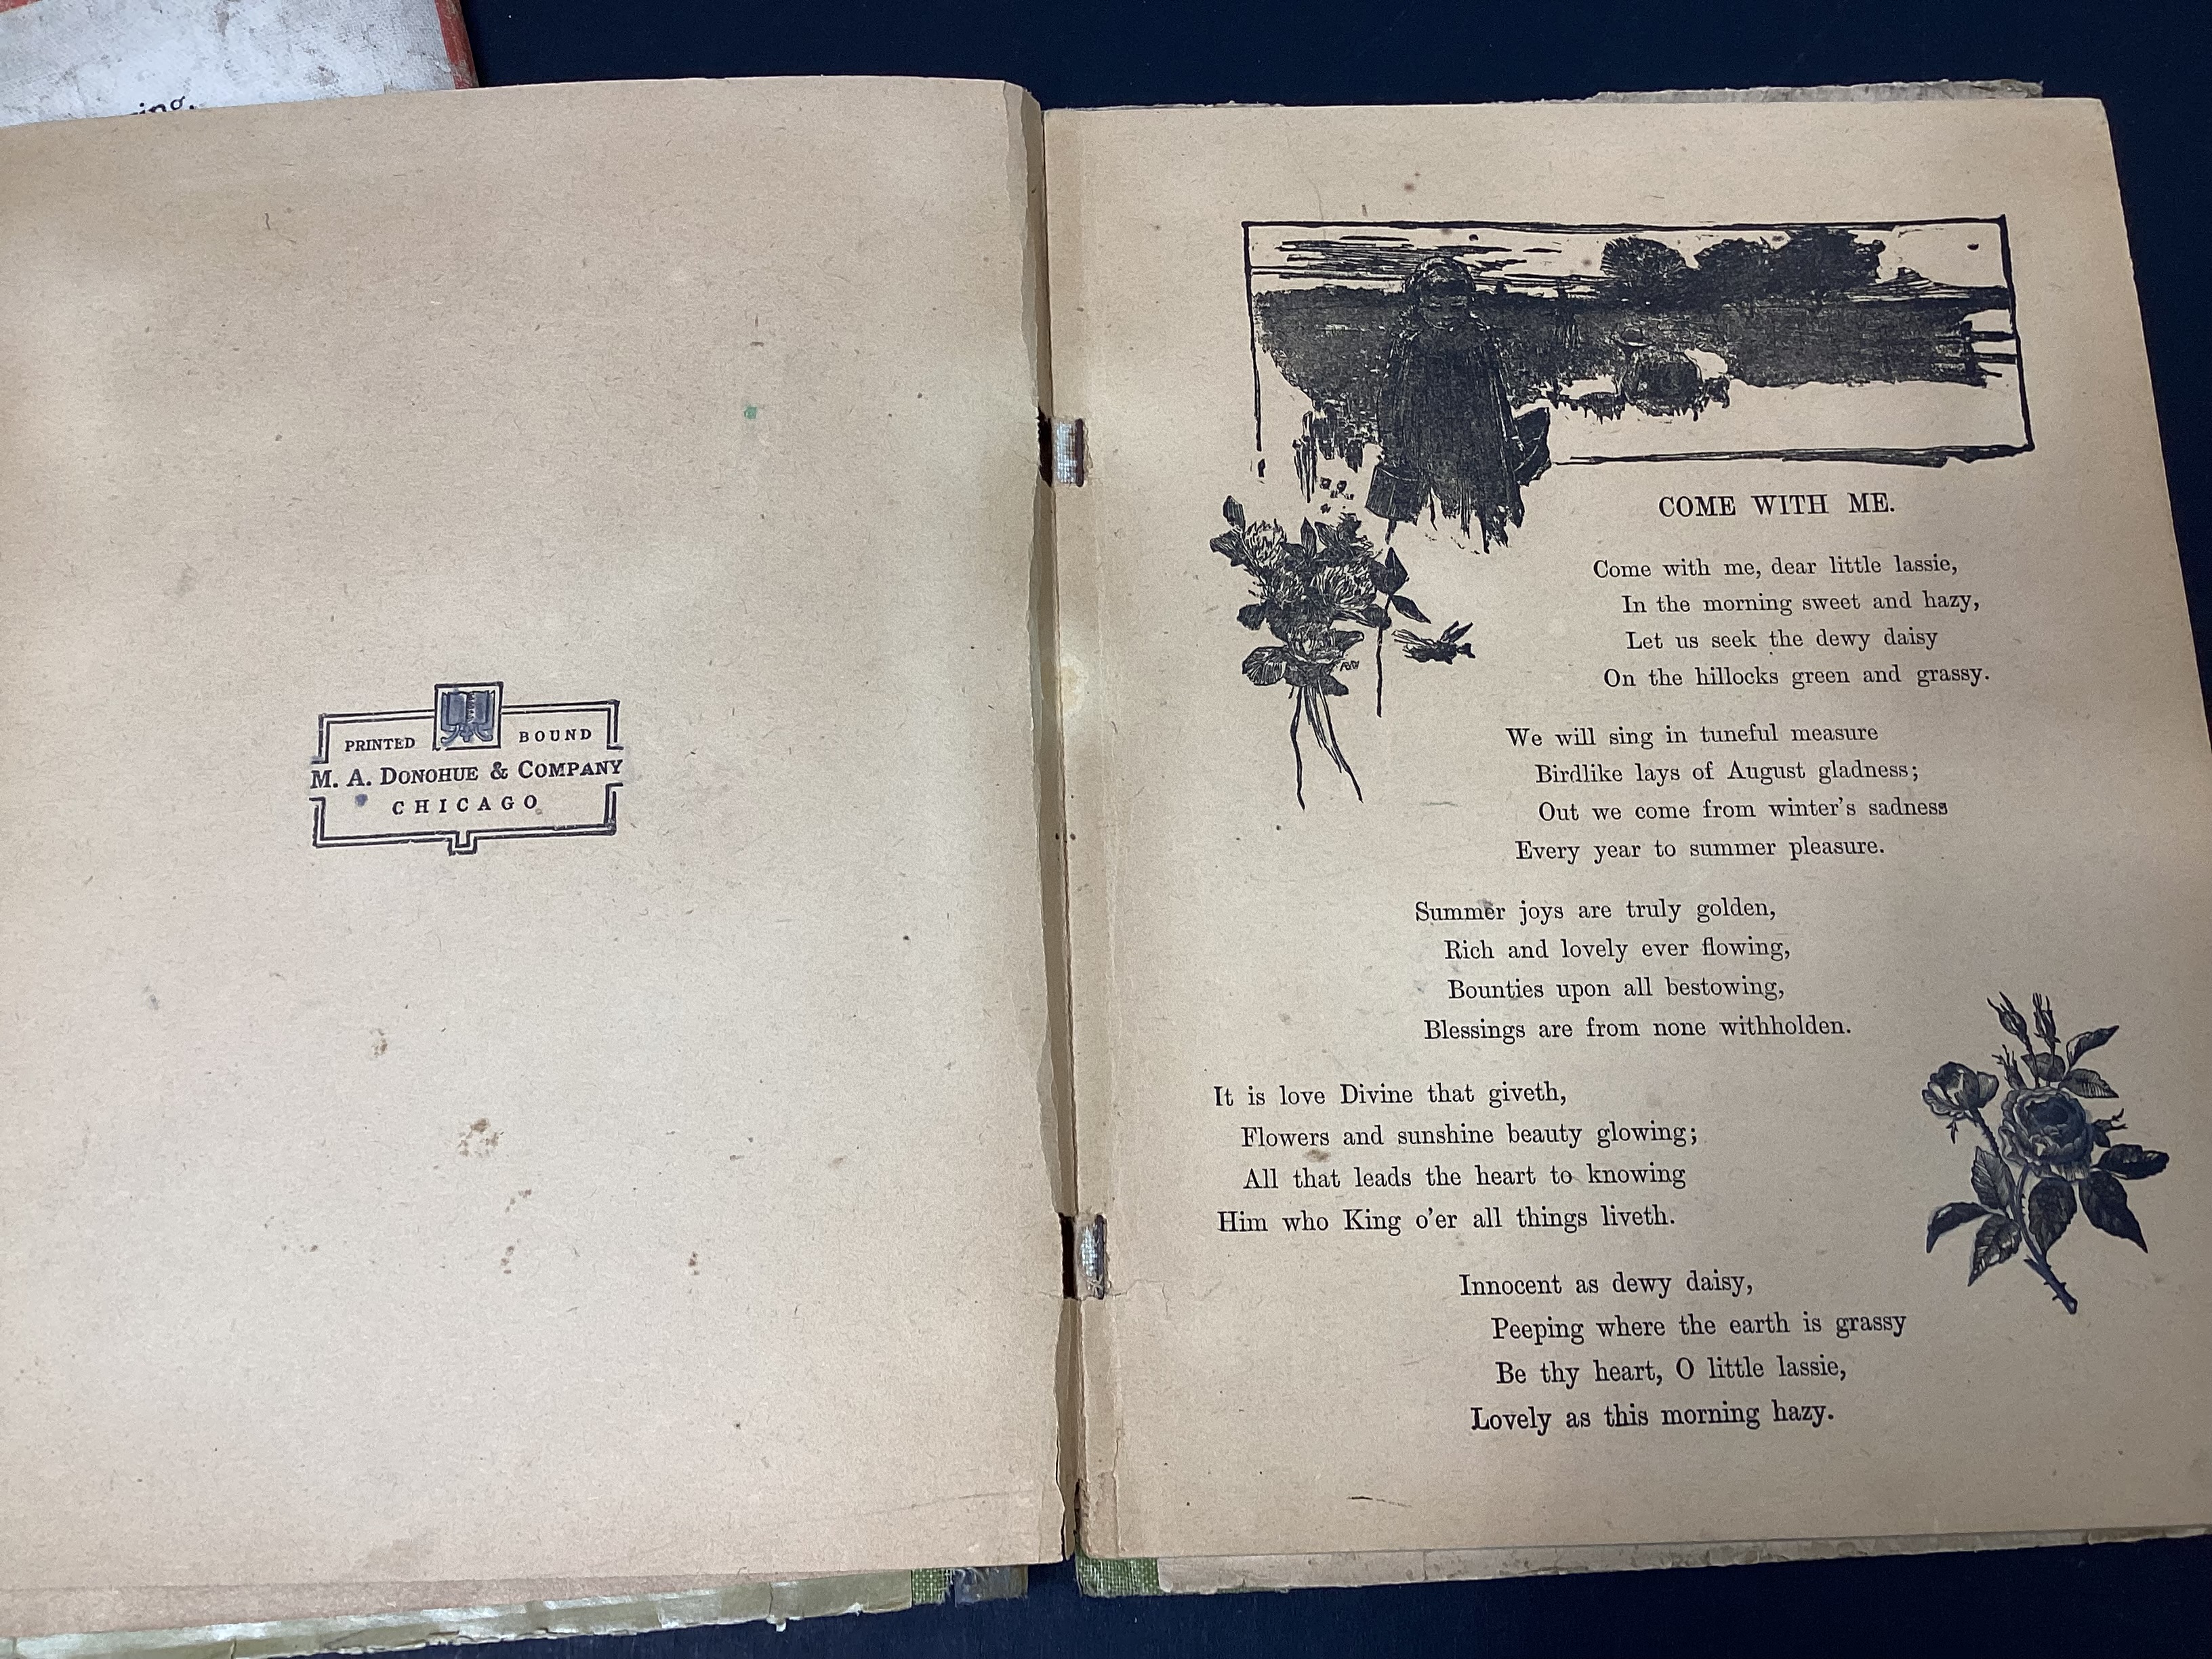 PRINTED BOUND
M. A. DONOHUE & COMPANY
CHICAGO
COME WITH ME.
Come with me, dear little lassie,
In the morning sweet and hazy,
Let us seek the dewy daisy
On the hillocks green and grassy.
We will sing in tuneful measure
Birdlike lays of August gladness;
Out we come from winter's sadness
Every year to summer pleasure.
Summer joys are truly golden,
Rich and lovely ever flowing,
Bounties upon all bestowing,
Blessings are from none withholden.
It is love Divine that giveth,
Flowers and sunshine beauty glowing;
All that leads the heart to knowing
Him who King o'er all things liveth.
Innocent as dewy daisy,
Peeping where the earth is grassy
Be thy heart, O little lassie,
Lovely as this morning hazy.